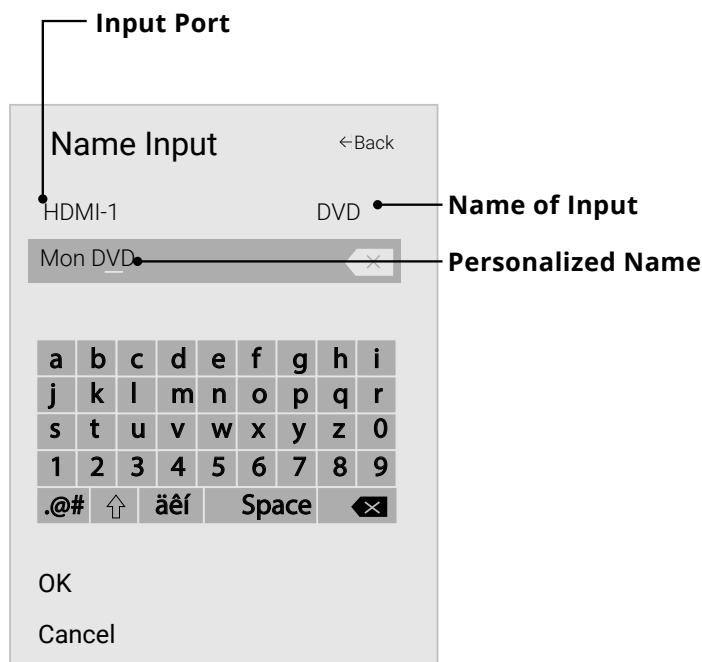 Input Port
Name Input ←Back
HDMI-1 DVD
Name of Input
Mon DVD
Personalized Name
a b c d e f g h i
j k l m n o p q r
s t u v w x y z 0
1 2 3 4 5 6 7 8 9
.@# äêí Space
OK
Cancel